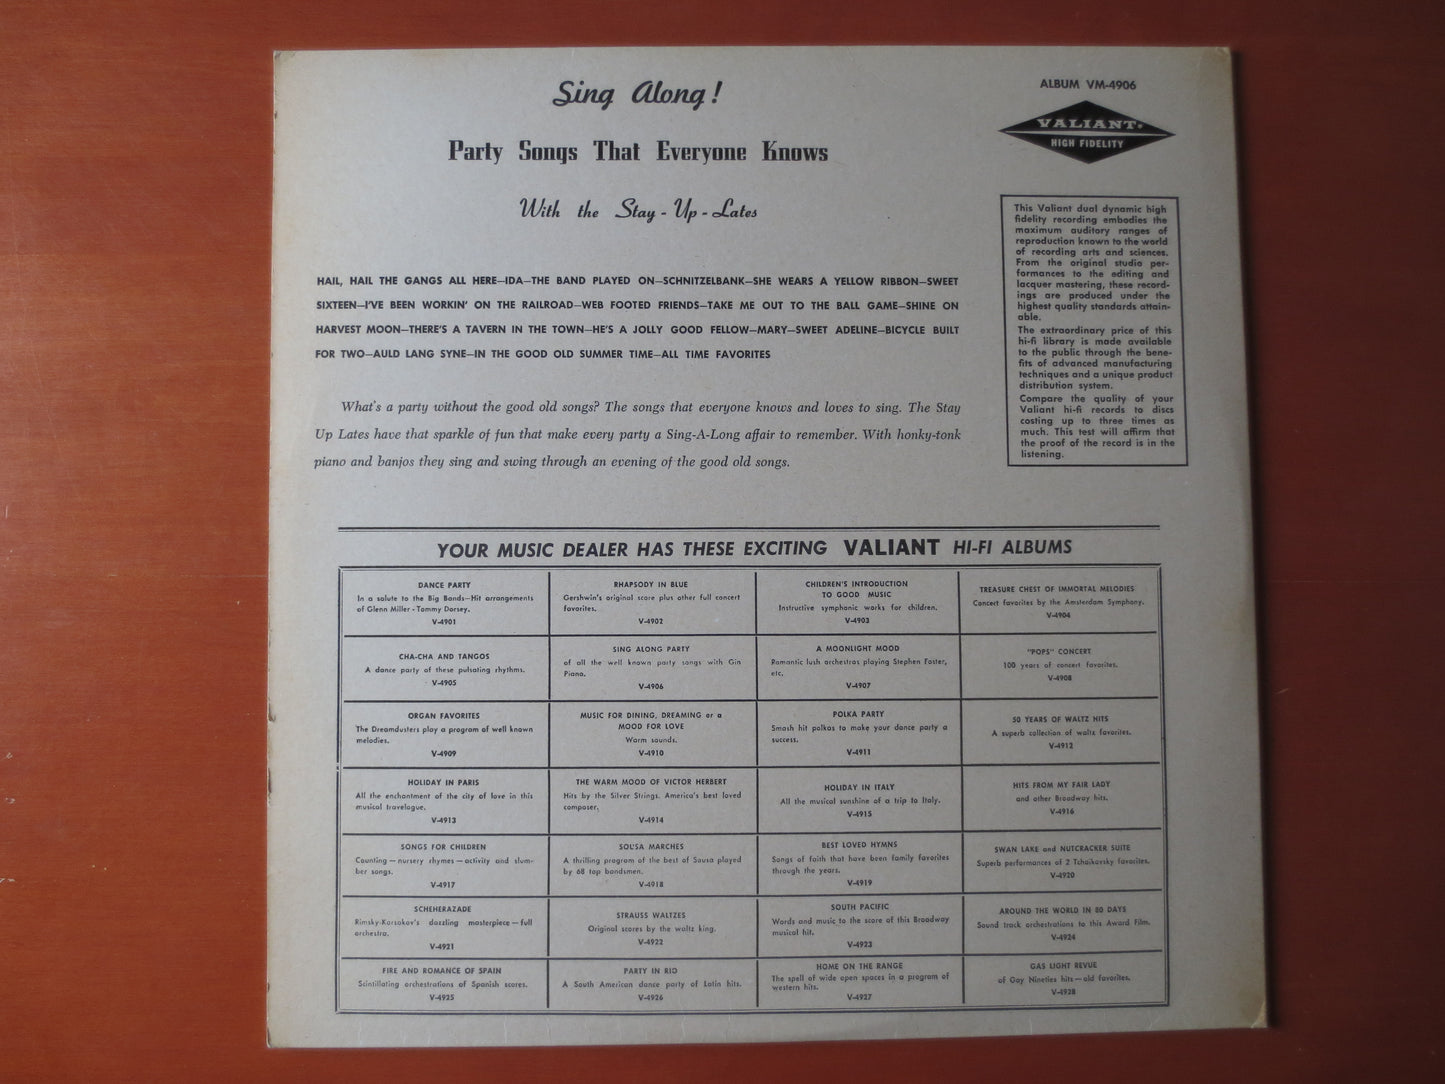 Sing Along!
Party Songs That Everyone Knows
With the Stay - Up - Lates
ALBUM VM-4906
VALIANT
HIGH FIDELITY
HAIL, HAIL THE GANGS ALL HERE—IDA—THE BAND PLAYED ON—SCHNITZELBANK—SHE WEARS A YELLOW RIBBON—SWEET
SIXTEEN—I'VE BEEN WORKIN' ON THE RAILROAD—WEB FOOTED FRIENDS—TAKE ME OUT TO THE BALL GAME—SHINE ON
HARVEST MOON—THERE'S A TAVERN IN THE TOWN—HE'S A JOLLY GOOD FELLOW—MARY—SWEET ADELINE—BICYCLE BUILT
FOR TWO—AULD LANG SYNE—IN THE GOOD OLD SUMMER TIME—ALL TIME FAVORITES
What's a party without the good old songs? The songs that everyone knows and loves to sing. The Stay
Up Lates have that sparkle of fun that make every party a Sing-A-Long affair to remember. With honky-tonk
piano and banjos they sing and swing through an evening of the good old songs.
This Valiant dual dynamic high
fidelity recording embodies the
maximum auditory ranges of
reproduction known to the world
of recording arts and sciences.
From the original studio per-
formances to the editing and
lacquer mastering, these record-
ings are produced under the
highest quality standards attain-
able.
The extraordinary price of this
hi-fi library is made available
to the public through the bene-
fits of advanced manufacturing
techniques and a unique product
distribution system.
Compare the quality of your
Valiant hi-fi records to discs
costing up to three times as
much. This test will affirm that
the proof of the record is in the
listening.
YOUR MUSIC DEALER HAS THESE EXCITING VALIANT HI-FI ALBUMS
DANCE PARTY
In a salute to the Big Bands—Hit arrangements
of Glenn Miller - Tommy Dorsey.
V-4901
RHAPSODY IN BLUE
Gershwin's original score plus other full concert
favorites.
V-4902
CHILDREN'S INTRODUCTION
TO GOOD MUSIC
Instructive symphonic works for children.
V-4903
TREASURE CHEST OF IMMORTAL MELODIES
Concert favorites by the Amsterdam Symphony.
V-4904
CHA-CHA AND TANGOS
A dance party of these pulsating rhythms.
V-4905
SING ALONG PARTY
of all the well known party songs with Gin
Piano.
V-4906
A MOONLIGHT MOOD
Romantic lush orchestras playing Stephen Foster,
etc.
V-4907
"POPS" CONCERT
100 years of concert favorites.
V-4908
ORGAN FAVORITES
The Dreamdusters play a program of well known
melodies.
V-4909
MUSIC FOR DINING, DREAMING or a
MOOD FOR LOVE
Warm sounds.
V-4910
POLKA PARTY
Smash hit polkas to make your dance party a
success.
V-4911
50 YEARS OF WALTZ HITS
A superb collection of waltz favorites.
V-4912
HOLIDAY IN PARIS
All the enchantment of the city of love in this
musical travelogue.
V-4913
THE WARM MOOD OF VICTOR HERBERT
Hits by the Silver Strings. America's best loved
composer.
V-4914
HOLIDAY IN ITALY
All the musical sunshine of a trip to Italy.
V-4915
HITS FROM MY FAIR LADY
and other Broadway hits.
V-4916
SONGS FOR CHILDREN
Counting — nursery rhymes — activity and slum-
ber songs.
V-4917
SOUSA MARCHES
A thrilling program of the best of Sousa played
by 68 top bandsmen.
V-4918
BEST LOVED HYMNS
Songs of faith that have been family favorites
through the years.
V-4919
SWAN LAKE and NUTCRACKER SUITE
Superb performances of 2 Tchaikovsky favorites.
V-4920
SCHEHERAZADE
Rimsky-Korsakov's dazzling masterpiece — full
orchestra.
V-4921
STRAUSS WALTZES
Original scores by the waltz king.
V-4922
SOUTH PACIFIC
Words and music to the score of this Broadway
musical hit.
V-4923
AROUND THE WORLD IN 80 DAYS
Sound track orchestrations to this Award Film.
V-4924
FIRE AND ROMANCE OF SPAIN
Scintillating orchestrations of Spanish scores.
V-4925
PARTY IN RIO
A South American dance party of Latin hits.
V-4926
HOME ON THE RANGE
The spell of wide open spaces in a program of
western hits.
V-4927
GAS LIGHT REVUE
of Gay Nineties hits — old favorites.
V-4928